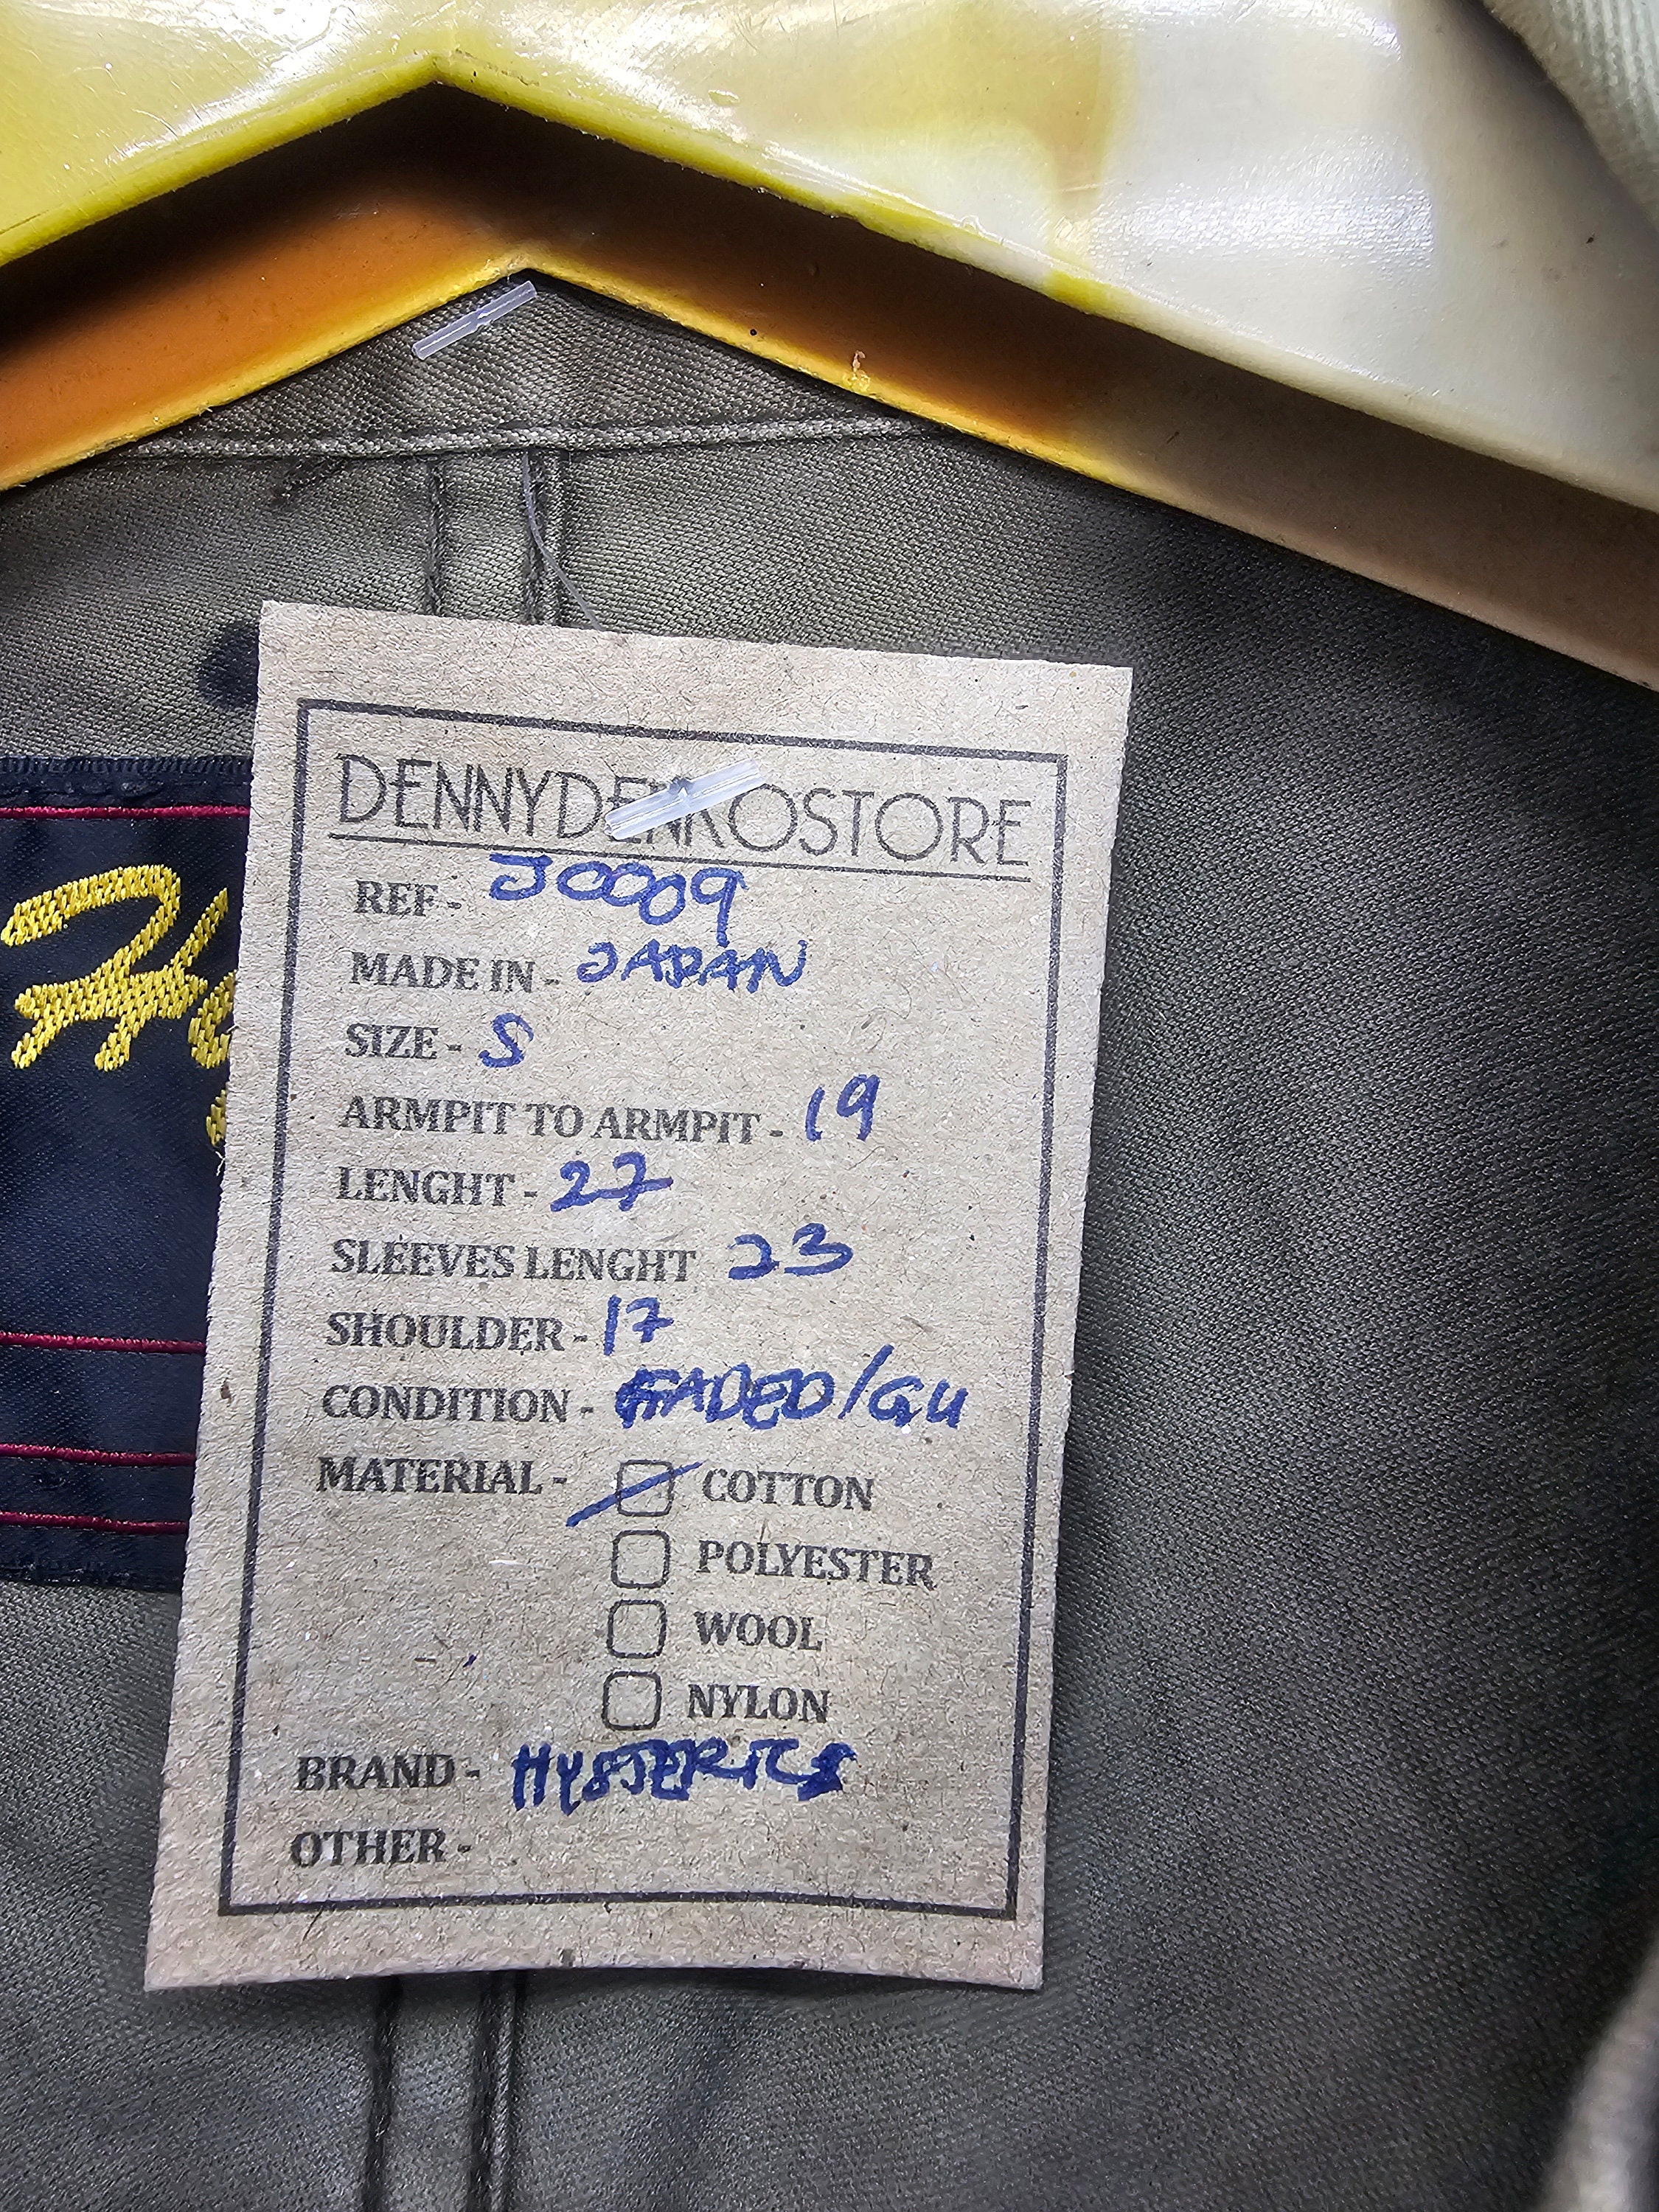 DENNYDENKOSTORE
REF - J0009
MADE IN - JAPAN
SIZE - S
ARMPIT TO ARMPIT - 19
LENGHT - 27
SLEEVES LENGHT 23
SHOULDER - 17
CONDITION - FADED/GU
MATERIAL - COTTON
POLYESTER
WOOL
NYLON
BRAND - HYSTERICS
OTHER -